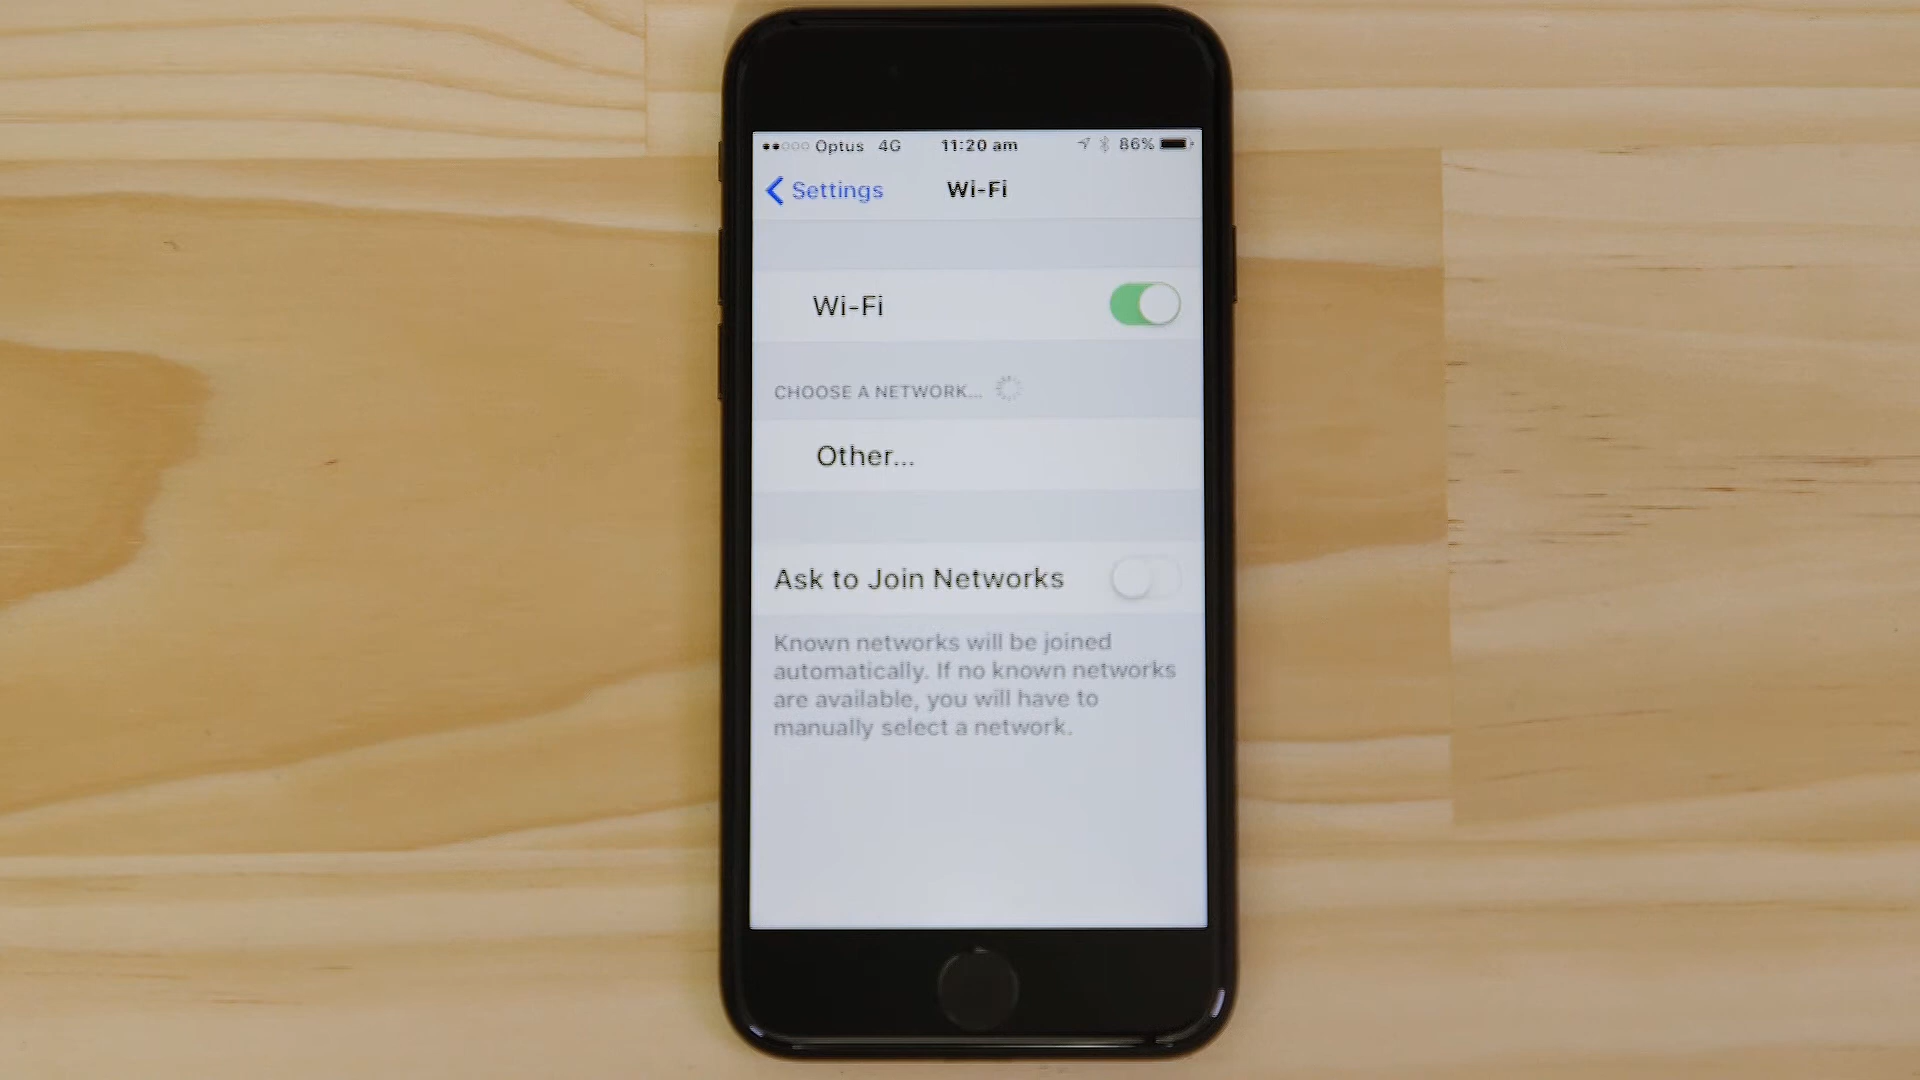 Optus 4G 11:20 am 86%
Settings Wi-Fi
Wi-Fi
CHOOSE A NETWORK...
Other...
Ask to Join Networks
Known networks will be joined
automatically. If no known networks
are available, you will have to
manually select a network.